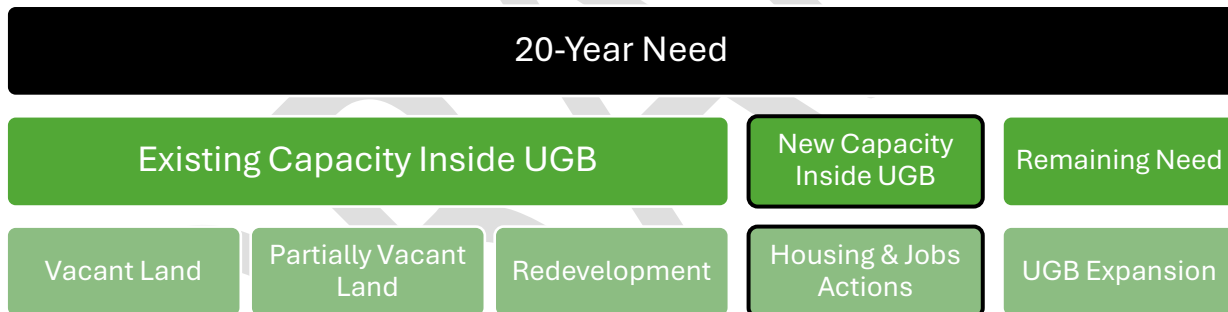 20-Year Need
Existing Capacity Inside UGB
New Capacity
Inside UGB
Remaining Need
Vacant Land
Partially Vacant
Land
Redevelopment
Housing & Jobs
Actions
UGB Expansion